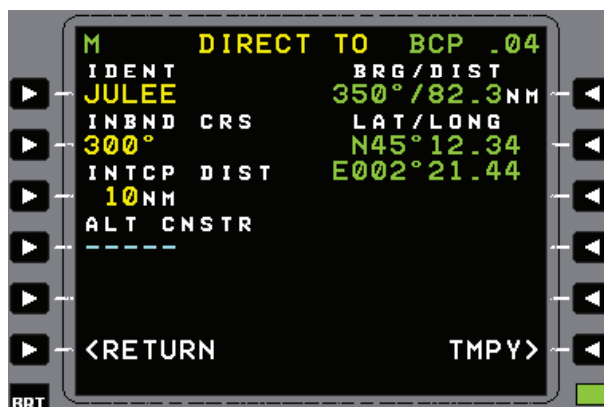 M DIRECT TO BCP .04
IDENT BRG/DIST
JULEE 350°/82.3NM
INBND CRS LAT/LONG
300° N45°12.34
INTCP DIST E002°21.44
10NM
ALT CNSTR
-----
<RETURN TMPY>
BRT